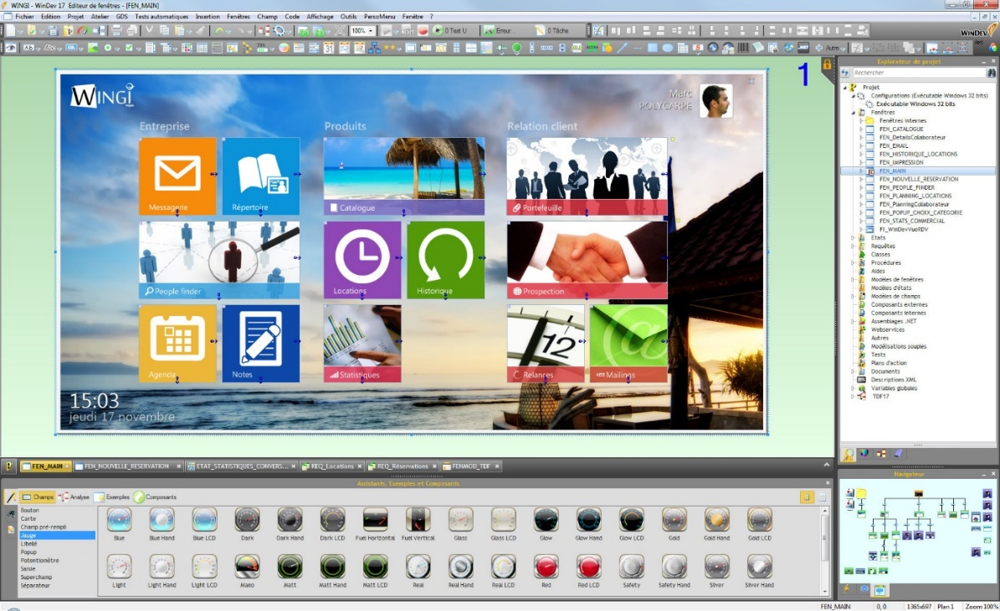 WINGI - WinDev 17 Editeur de fenêtres - [FEN_MAIN]
Fichier Edition Projet Atelier GDS Tests automatiques Insertion Fenêtres Champ Code Affichage Outils PersoMenu Fenêtre ?
100% 0 Test U Erreur... 0 Tâche
WINDEV
1
Explorateur de projet
Rechercher
Projet
Configurations (Exécutable Windows 32 bits)
Exécutable Windows 32 bits
Fenêtres
Fenêtres internes
FEN_CATALOGUE
FEN_DetailsColaborateur
FEN_EMAIL
FEN_HISTORIQUE_LOCATIONS
FEN_IMPRESSION
FEN_MAIN
FEN_NOUVELLE_RESERVATION
FEN_PEOPLE_FINDER
FEN_PLANNING_LOCATIONS
FEN_PlanningColaborateur
FEN_POPUP_CHOIX_CATEGORIE
FEN_STATS_COMMERCIAL
FI_WinDevVueRDV
Etats
Requêtes
Classes
Procédures
Aides
Modèles de fenêtres
Modèles d'états
Modèles de champs
Composants externes
Composants internes
Assemblages .NET
Webservices
Autres
Modélisations souples
Tests
Plans d'action
Documents
Descriptions XML
Variables globales
TDF17
WINGI
Marc
POLYCARPE
Entreprise Produits Relation client
Messagerie Répertoire Catalogue Portefeuille
People finder Locations Historique Prospection
12
Agenda Notes Statistiques Relances Mailings
15:03
jeudi 17 novembre
FEN_MAIN FEN_NOUVELLE_RESERVATION ETAT_STATISTIQUES_CONVERS... REQ_Locations REQ_Réservations FENMOD_TDF
Assistants, Exemples et Composants
Navigateur
Champs Analyse Exemples Composants
Bouton
Carte
Champ pré-rempli
Jauge
Libellé
Popup
Potentiomètre
Saisie
Superchamp
Séparateur
Blue Blue Hand Blue LCD Dark Dark Hand Dark LCD Fuel Horizontal Fuel Vertical Glass Glass LCD Glow Glow Hand Glow LCD Gold Gold Hand Gold LCD
Light Light Hand Light LCD Mano Matt Matt Hand Matt LCD Real Real Hand Real LCD Red Red LCD Safety Safety Hand Silver Silver Hand
FEN_MAIN 0, 0 1365x697 Plan 1 Zoom 100%